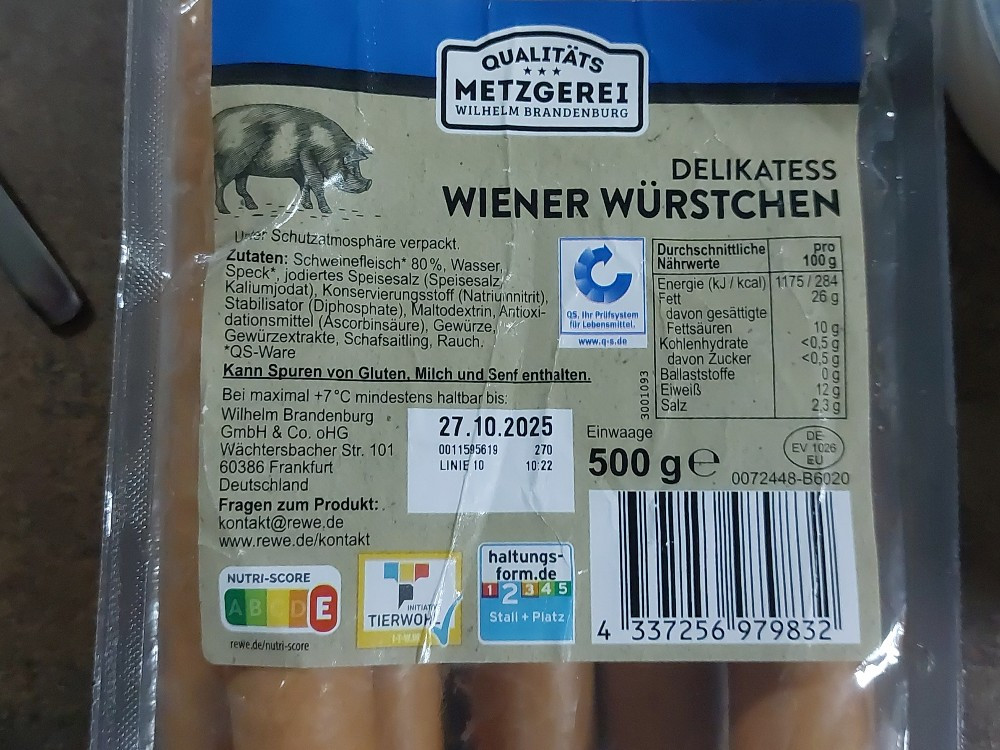 QUALITÄTS
METZGEREI
WILHELM BRANDENBURG
DELIKATESS
WIENER WÜRSTCHEN
Unter Schutzatmosphäre verpackt.
Zutaten: Schweinefleisch* 80%, Wasser,
Speck*, jodiertes Speisesalz (Speisesalz,
Kaliumjodat), Konservierungsstoff (Natriumnitrit),
Stabilisator (Diphosphate), Maltodextrin, Antioxi-
dationsmittel (Ascorbinsäure), Gewürze,
Gewürzextrakte, Schafsaitling, Rauch.
*QS-Ware
Kann Spuren von Gluten, Milch und Senf enthalten.
Bei maximal +7°C mindestens haltbar bis:
27.10.2025
0011595619 270
LINIE 10 10:22
Wilhelm Brandenburg
GmbH & Co. oHG
Wächtersbacher Str. 101
60386 Frankfurt
Deutschland
Fragen zum Produkt:
kontakt@rewe.de
www.rewe.de/kontakt
QS. Ihr Prüfsystem
für Lebensmittel.
www.q-s.de
Durchschnittliche pro
Nährwerte 100 g
Energie (kJ / kcal) 1175 / 284
Fett 26 g
davon gesättigte
Fettsäuren 10 g
Kohlenhydrate <0,5 g
davon Zucker <0,5 g
Ballaststoffe 0 g
Eiweiß 12 g
Salz 2,3 g
3001093
Einwaage
500 g e
DE
EV 1026
EU
0072448-B6020
NUTRI-SCORE
A B C D E
rewe.de/nutri-score
INITIATIVE
TIERWOHL
haltungs-
form.de
1 2 3 4 5
Stall + Platz
4 337256 979832